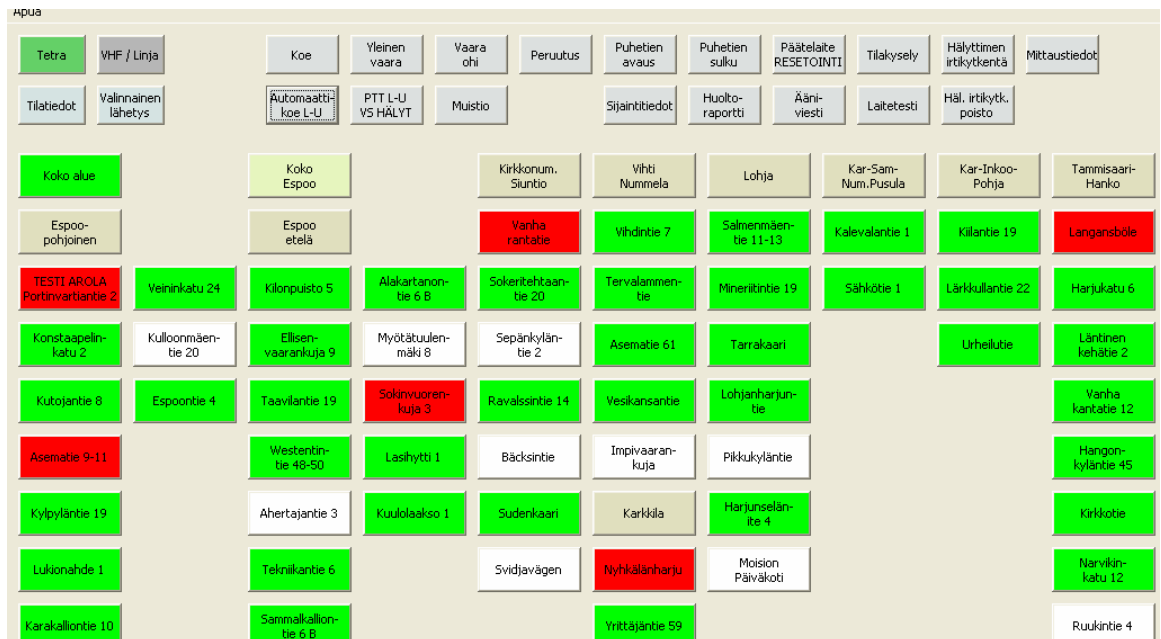 Apua
Tetra
VHF / Linja
Koe
Yleinen
vaara
Vaara
ohi
Peruutus
Puhetien
avaus
Puhetien
sulku
Päätelaite
RESETOINTI
Tilakysely
Hälyttimen
irtikytkentä
Mittaustiedot
Tilatiedot
Valinnainen
lähetys
Automaatti-
koe L-U
PTT L-U
VS HÄLYT
Muistio
Sijaintitiedot
Huolto-
raportti
Ääni-
viesti
Laitetesti
Häl. irtikytk.
poisto
Koko alue
Koko
Espoo
Kirkkonum.
Siuntio
Vihti
Nummela
Lohja
Kar-Sam-
Num.Pusula
Kar-Inkoo-
Pohja
Tammisaari-
Hanko
Espoo-
pohjoinen
Espoo
etelä
Vanha
rantatie
Vihdintie 7
Salmenmäen-
tie 11-13
Kalevalantie 1
Kiilantie 19
Langansböle
TESTI AROLA
Portinvartiantie 2
Veininkatu 24
Kilonpuisto 5
Alakartanon-
tie 6 B
Sokeritehtaan-
tie 20
Tervalammen-
tie
Mineriitintie 19
Sähkötie 1
Lärkkullantie 22
Harjukatu 6
Konstaapelin-
katu 2
Kulloonmäen-
tie 20
Ellisen-
vaarankuja 9
Myötätuulen-
mäki 8
Sepänkylän-
tie 2
Asematie 61
Tarrakaari
Urheilutie
Läntinen
kehätie 2
Kutojantie 8
Espoontie 4
Taavilantie 19
Sokinvuoren-
kuja 3
Ravalssintie 14
Vesikansantie
Lohjanharjun-
tie
Vanha
kantatie 12
Asematie 9-11
Westentin-
tie 48-50
Lasihytti 1
Bäcksintie
Impivaaran-
kuja
Pikkukyläntie
Hangon-
kyläntie 45
Kylpyläntie 19
Ahertajantie 3
Kuulolaakso 1
Sudenkaari
Karkkila
Harjunselän-
ite 4
Kirkkotie
Lukionahde 1
Tekniikantie 6
Svidjavägen
Nyhkälänharju
Moision
Päiväkoti
Narvikin-
katu 12
Karakalliontie 10
Sammalkallion-
tie 6 B
Yrittäjäntie 59
Ruukintie 4